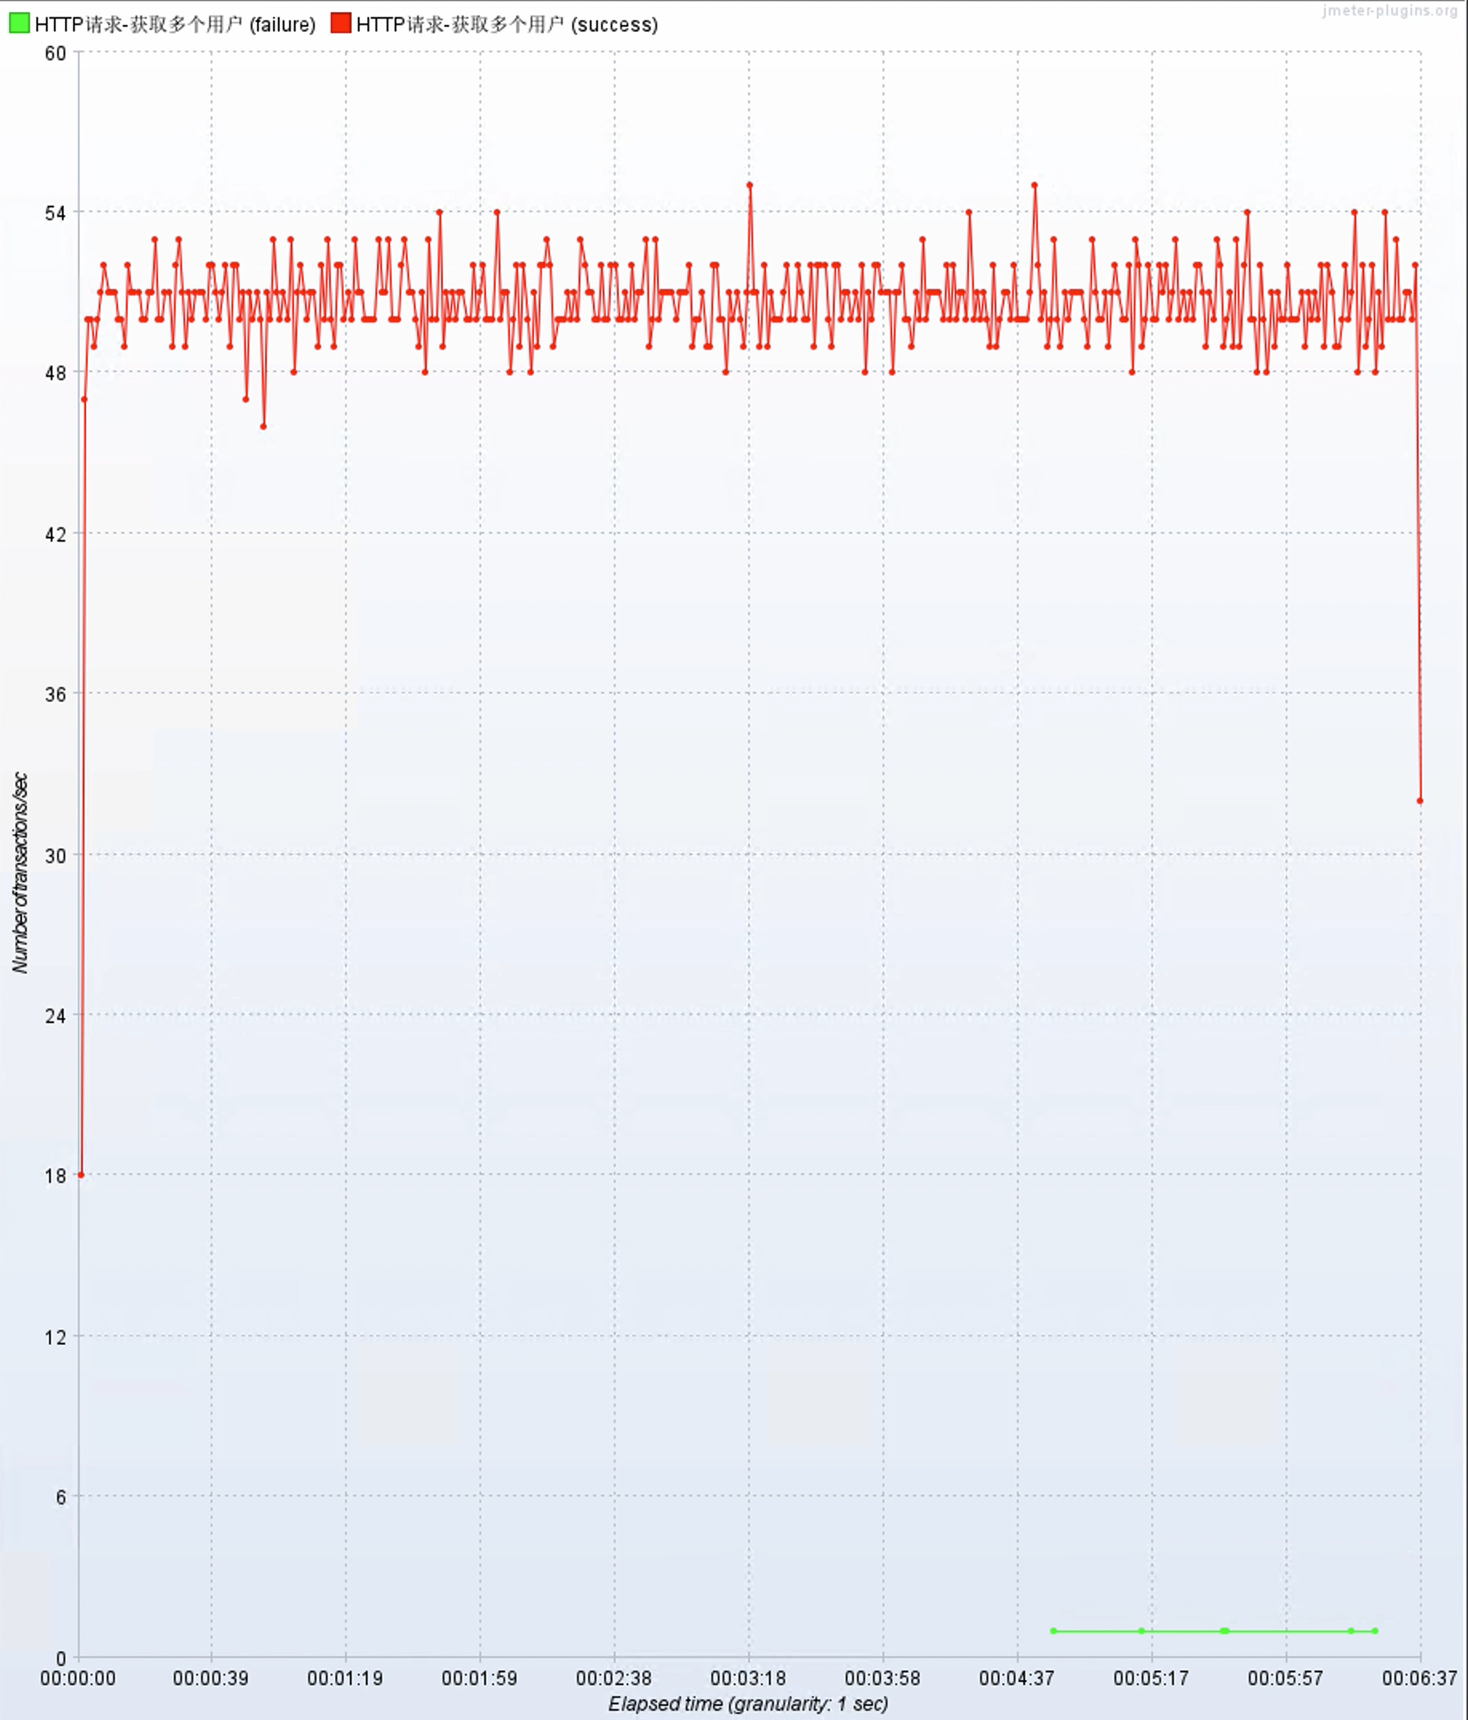 jmeter-plugins.org
HTTP请求-获取多个用户 (failure) HTTP请求-获取多个用户 (success)
60
54
48
42
36
30
24
18
12
6
0
Number of transactions/sec
00:00:00 00:00:39 00:01:19 00:01:59 00:02:38 00:03:18 00:03:58 00:04:37 00:05:17 00:05:57 00:06:37
Elapsed time (granularity: 1 sec)